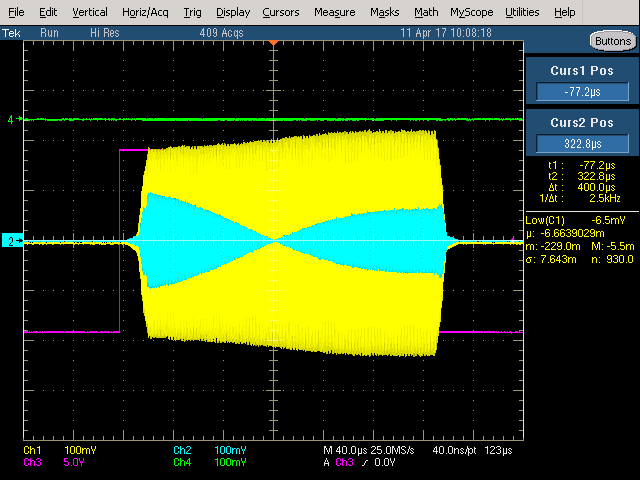 File Edit Vertical Horiz/Acq Trig Display Cursors Measure Masks Math MyScope Utilities Help
Tek Run Hi Res 409 Acqs 11 Apr 17 10:08:18
Buttons
Curs1 Pos
-77.2µs
Curs2 Pos
322.8µs
t1 : -77.2µs
t2 : 322.8µs
Δt : 400.0µs
1/Δt : 2.5kHz
Low(C1) -6.5mV
µ: -6.6639029m
m: -229.0m M: -5.5m
σ: 7.643m n: 930.0
4
2
Ch1 100mV Ch2 100mV M 40.0µs 25.0MS/s 40.0ns/pt 123µs
Ch3 5.0V Ch4 100mV A Ch3 / 0.0V